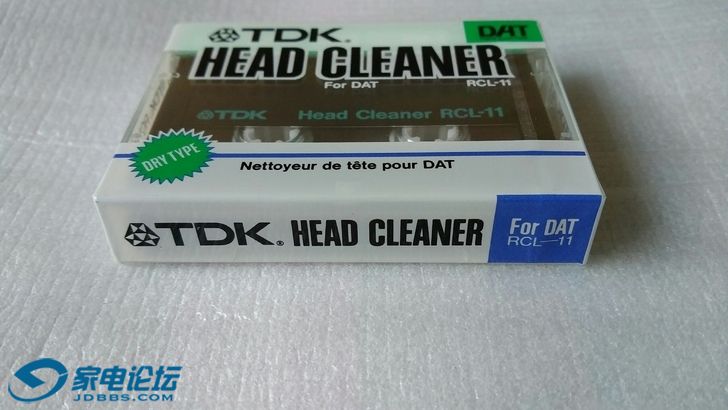 TDK. DAT
HEAD CLEANER
For DAT RCL-11
TDK Head Cleaner RCL-11
DRY TYPE
Nettoyeur de tête pour DAT
TDK® HEAD CLEANER For DAT
RCL-11
家电论坛
JDBBS.COM